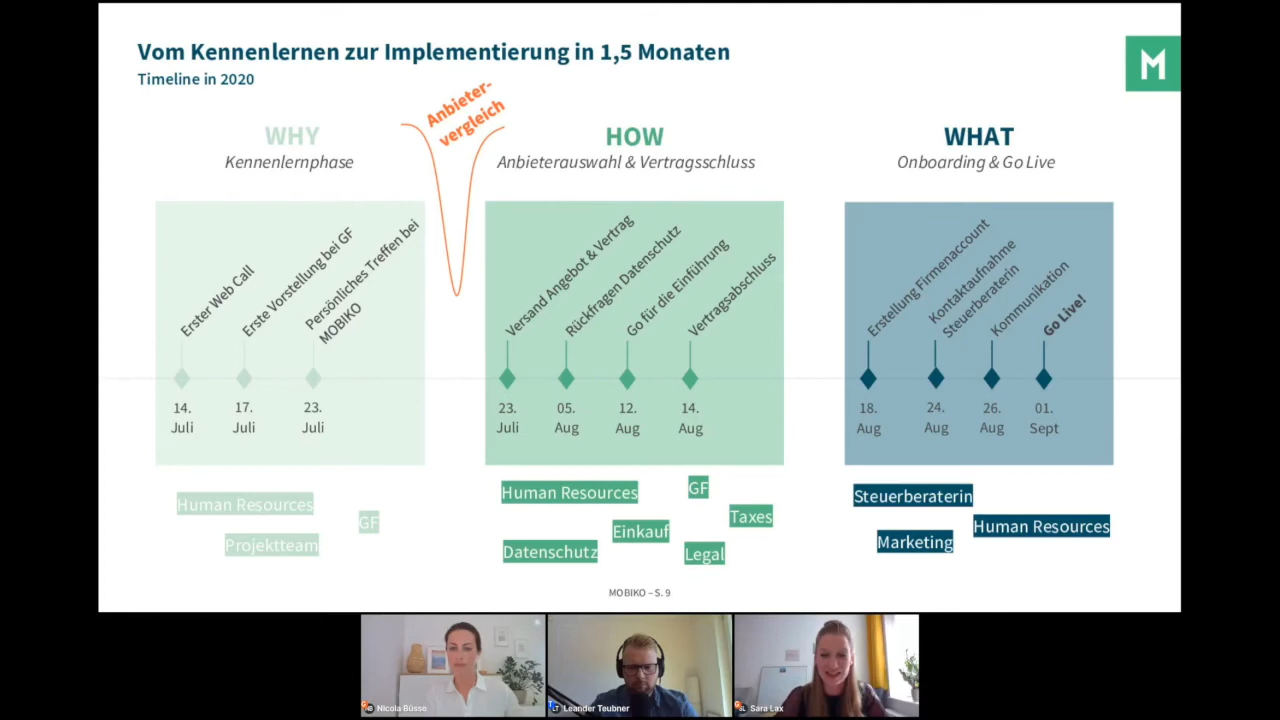 Vom Kennenlernen zur Implementierung in 1,5 Monaten
Timeline in 2020
M
Anbieter-
vergleich
WHY
Kennenlernphase
HOW
Anbieterauswahl & Vertragsschluss
WHAT
Onboarding & Go Live
Erster Web Call
Erste Vorstellung bei GF
Persönliches Treffen bei
MOBIKO
Versand Angebot & Vertrag
Rückfragen Datenschutz
Go für die Einführung
Vertragsabschluss
Erstellung Firmenaccount
Kontaktaufnahme
Steuerberaterin
Kommunikation
Go Live!
14.
Juli
17.
Juli
23.
Juli
23.
Juli
05.
Aug
12.
Aug
14.
Aug
18.
Aug
24.
Aug
26.
Aug
01.
Sept
Human Resources
GF
Projektteam
Human Resources
GF
Taxes
Einkauf
Datenschutz
Legal
Steuerberaterin
Human Resources
Marketing
MOBIKO – S. 9
NB Nicola Büsse
LT Leander Teubner
SL Sara Lax